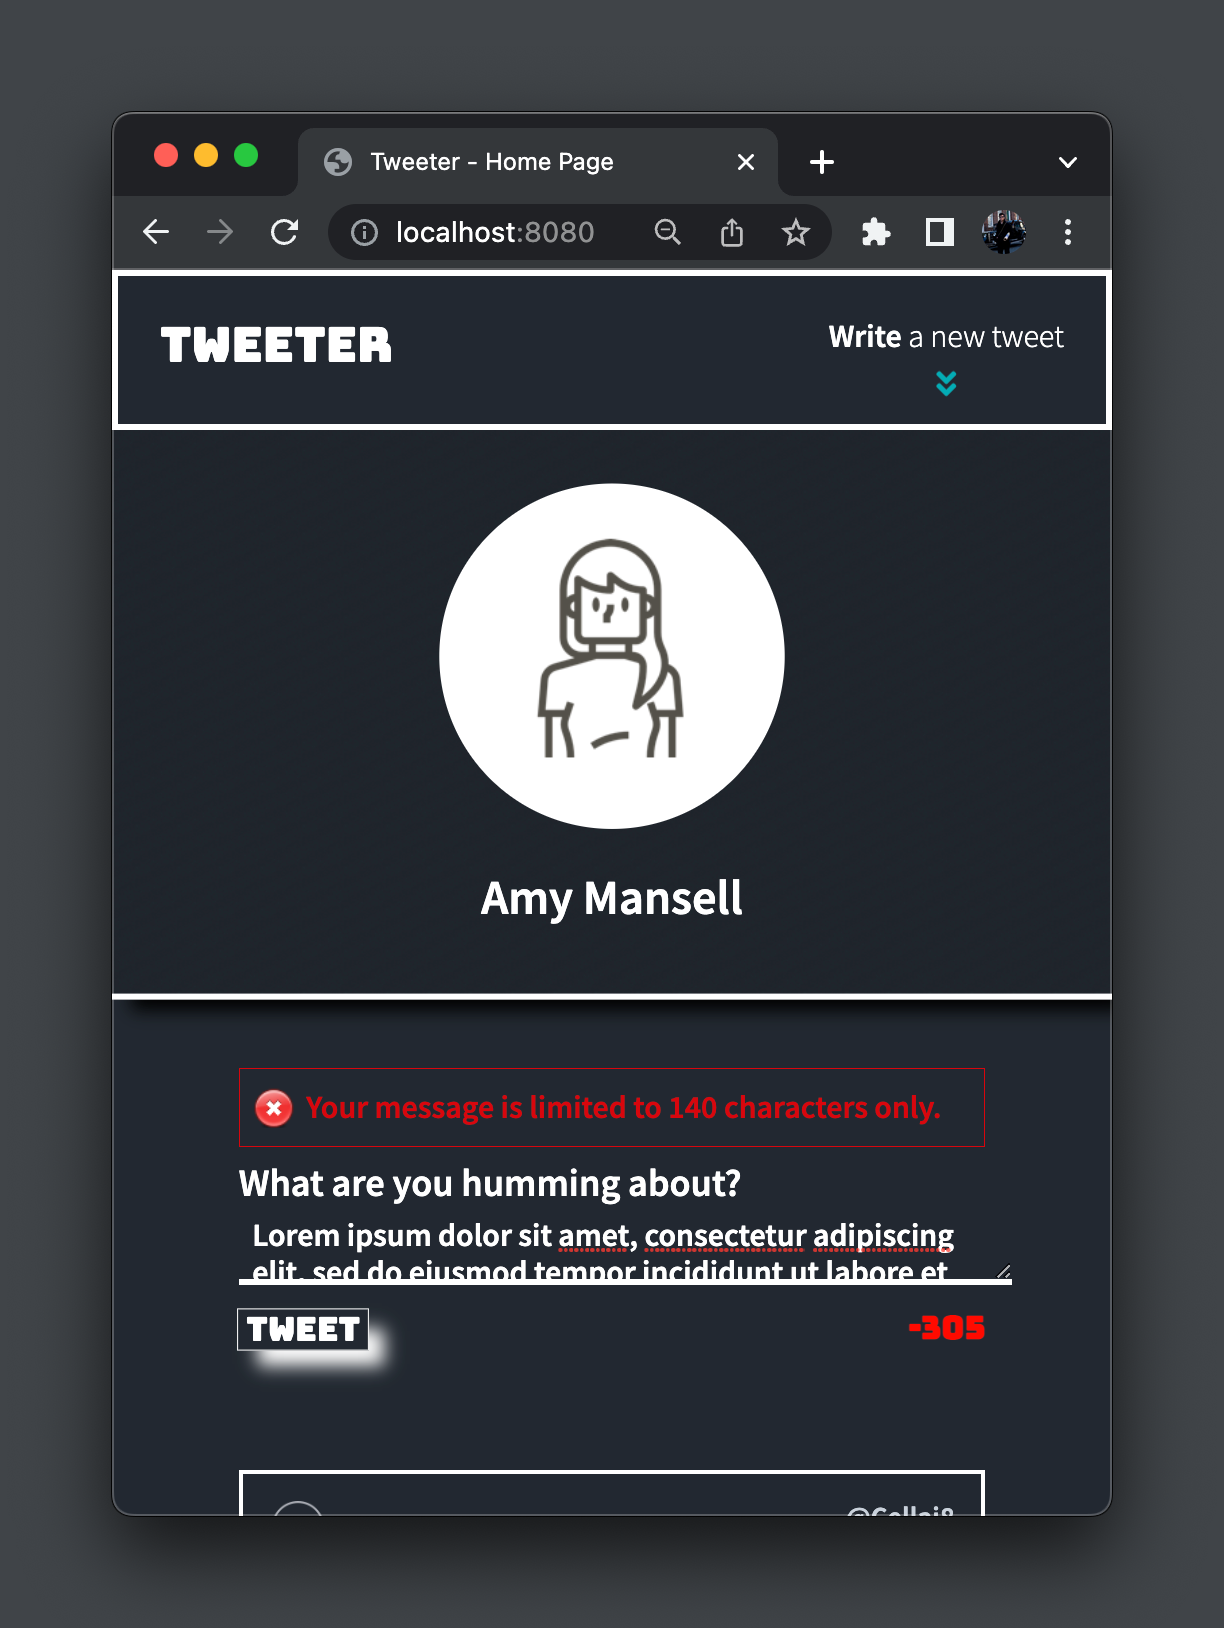 Tweeter - Home Page
localhost:8080
TWEETER
Write a new tweet
Amy Mansell
Your message is limited to 140 characters only.
What are you humming about?
Lorem ipsum dolor sit amet, consectetur adipiscing
elit, sed do eiusmod tempor incididunt ut labore et
TWEET
-305